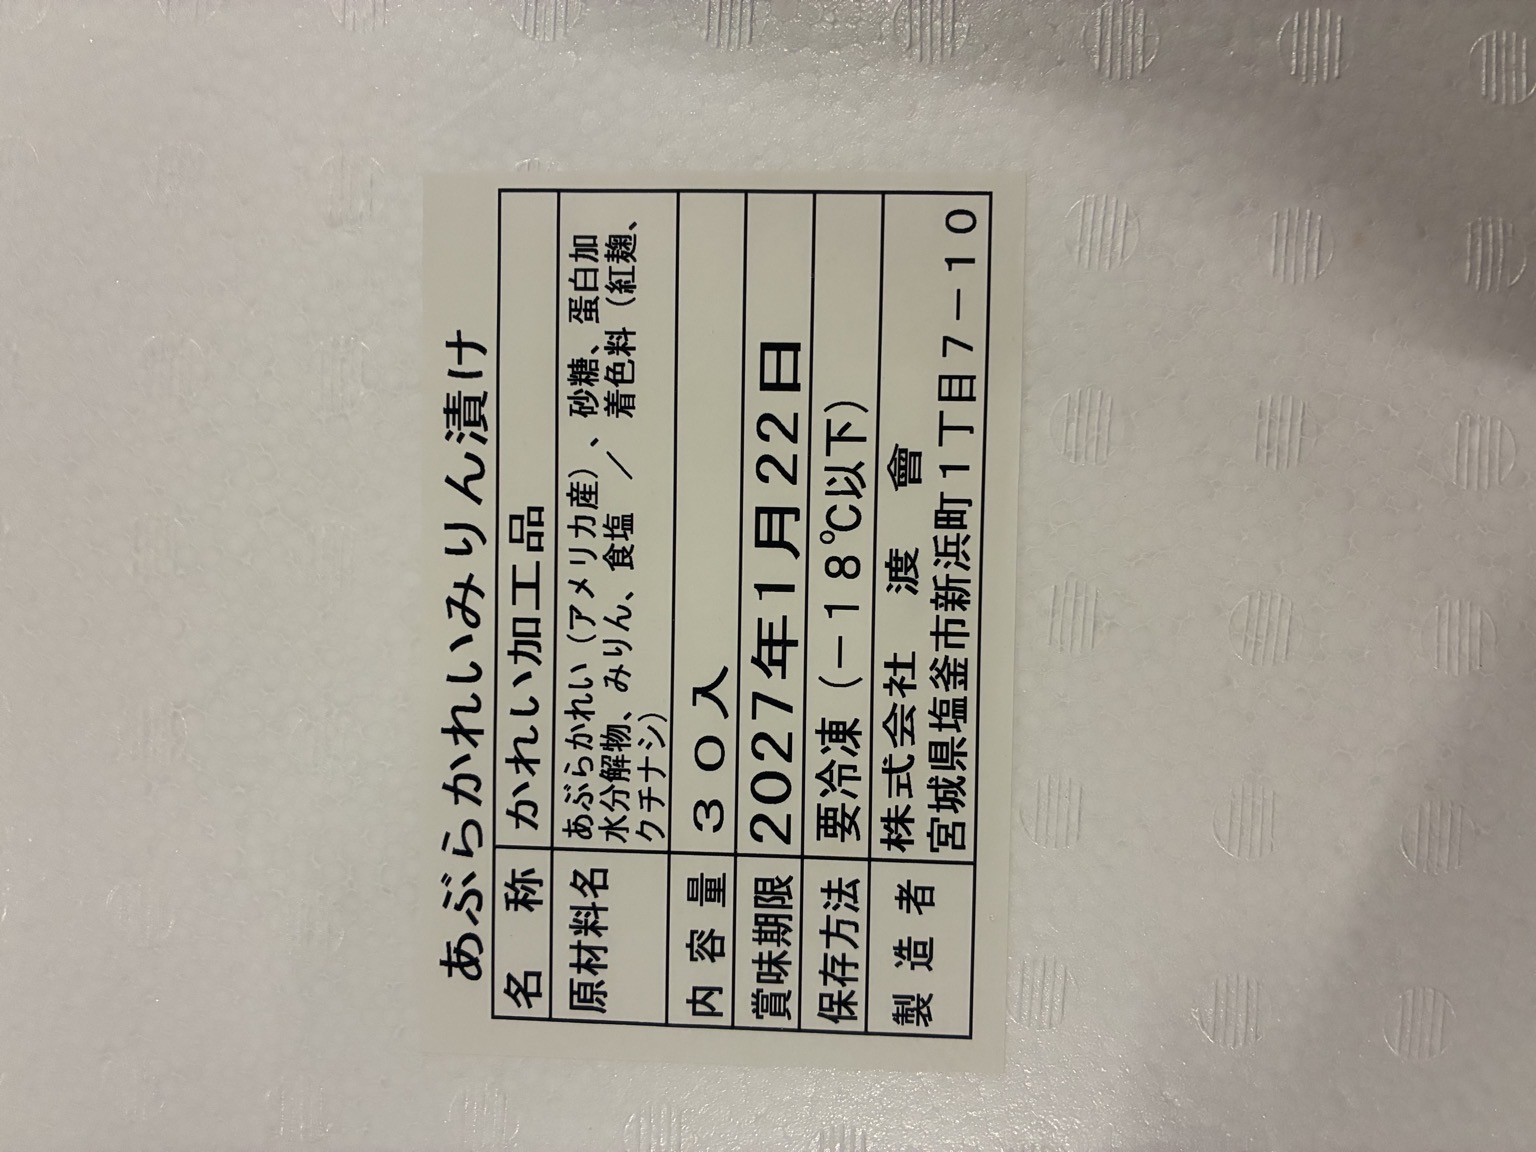 あぶらかれいみりん漬け
名 称 かれい加工品
原材料名 あぶらかれい（アメリカ産）、砂糖、蛋白加
水分解物、みりん、食塩 ／ 着色料（紅麹、
クチナシ）
内 容 量 ３０入
賞味期限 2027年1月22日
保存方法 要冷凍（－１８℃以下）
製 造 者 株式会社 渡 會
宮城県塩釜市新浜町１丁目７－１０